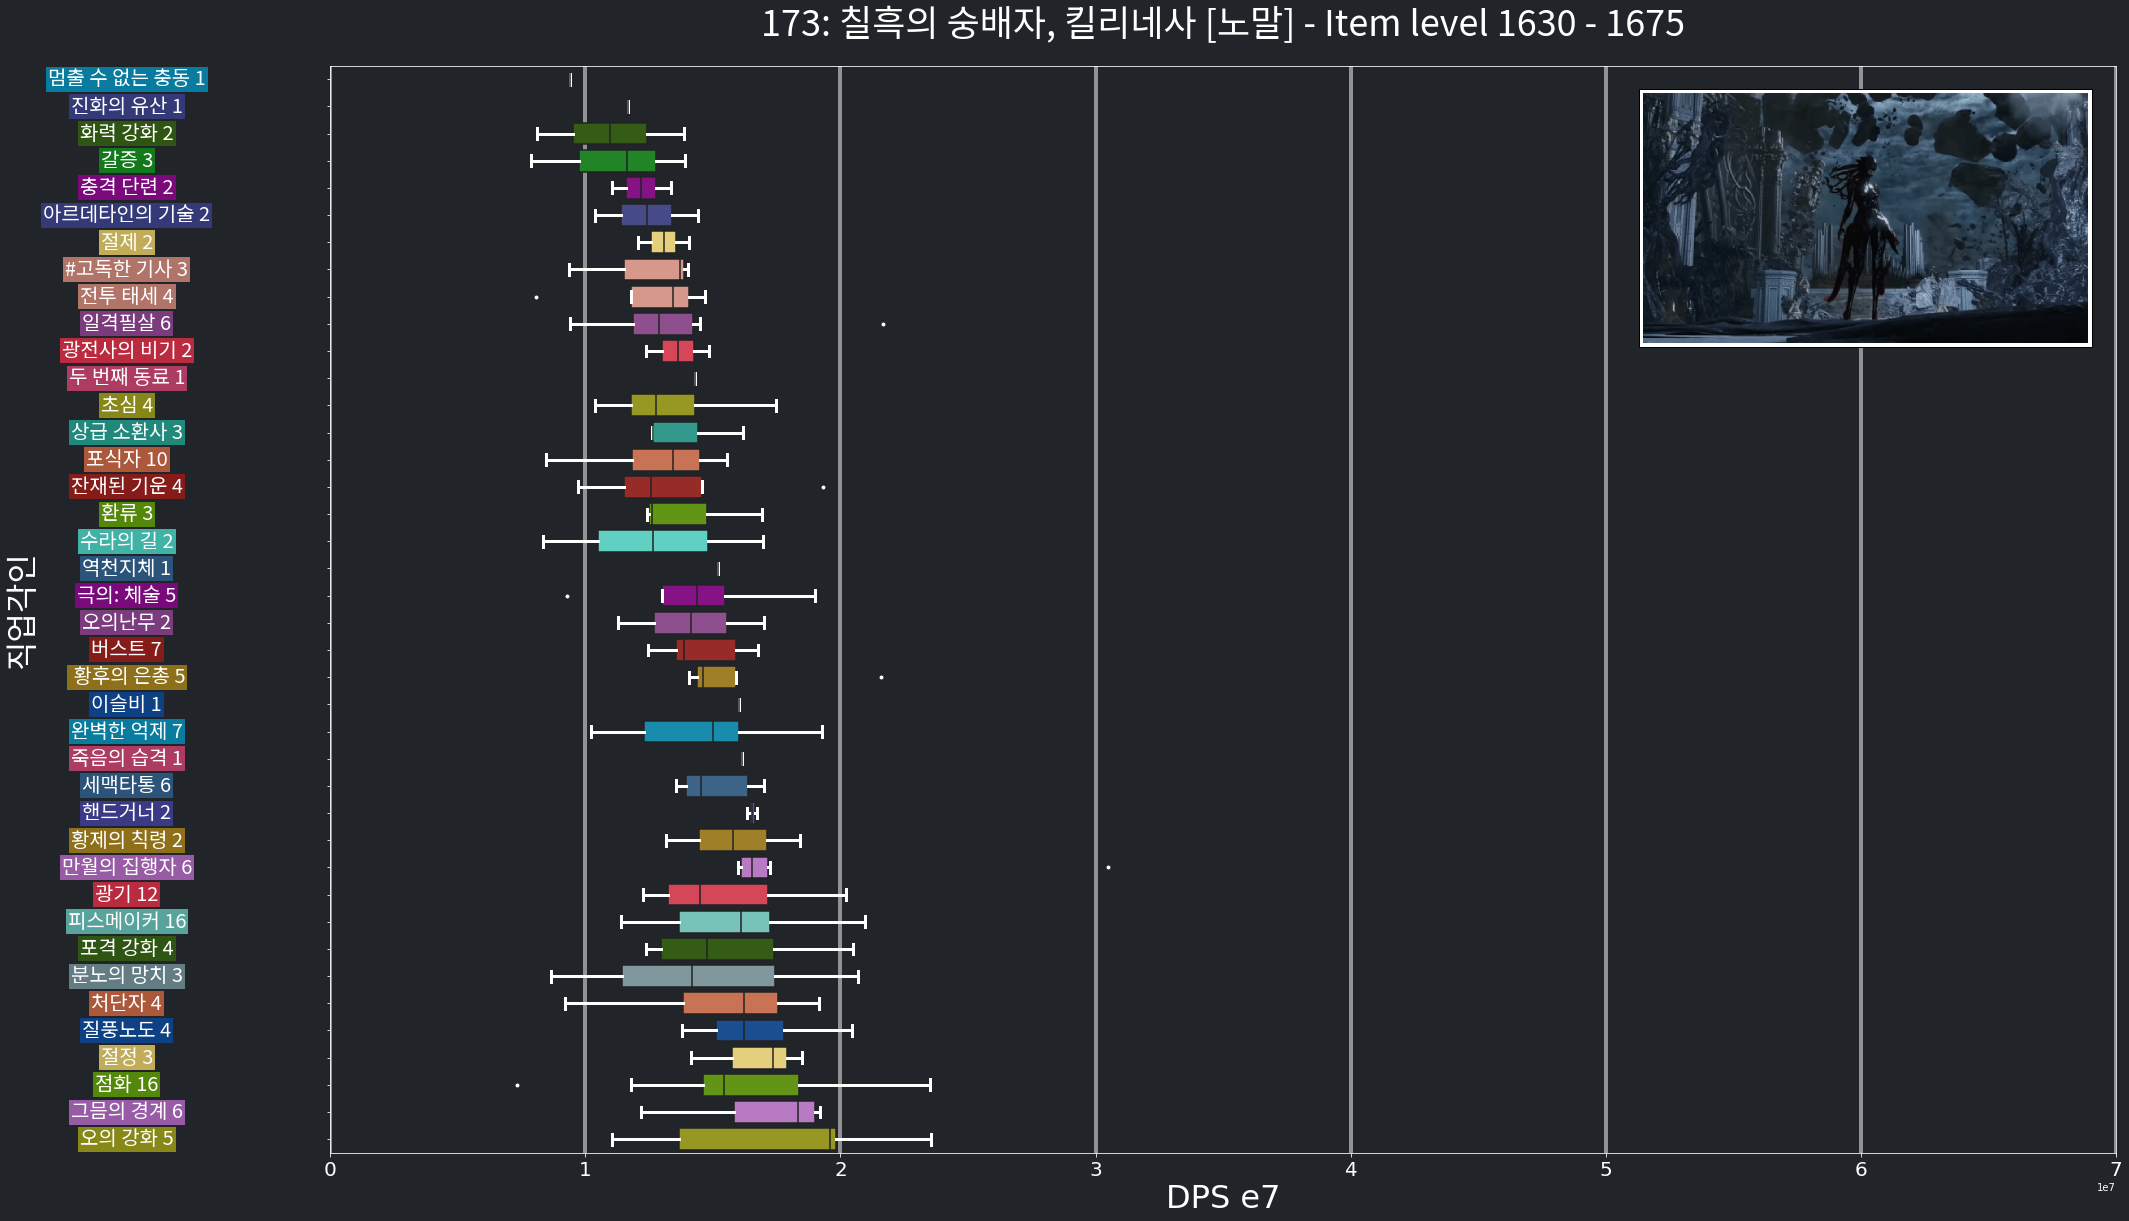 173: 칠흑의 숭배자, 킬리네사 [노말] - Item level 1630 - 1675
직업각인
멈출 수 없는 충동 1
진화의 유산 1
화력 강화 2
갈증 3
충격 단련 2
아르데타인의 기술 2
절제 2
#고독한 기사 3
전투 태세 4
일격필살 6
광전사의 비기 2
두 번째 동료 1
초심 4
상급 소환사 3
포식자 10
잔재된 기운 4
환류 3
수라의 길 2
역천지체 1
극의: 체술 5
오의난무 2
버스트 7
황후의 은총 5
이슬비 1
완벽한 억제 7
죽음의 습격 1
세맥타통 6
핸드거너 2
황제의 칙령 2
만월의 집행자 6
광기 12
피스메이커 16
포격 강화 4
분노의 망치 3
처단자 4
질풍노도 4
절정 3
점화 16
그믐의 경계 6
오의 강화 5
0 1 2 3 4 5 6 7
DPS e7
1e7